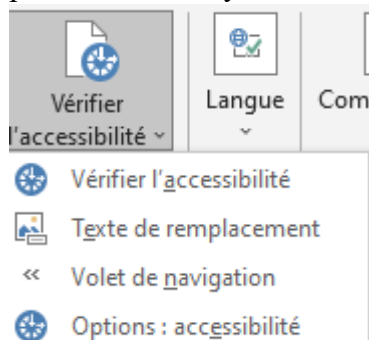 Vérifier Langue Com
l'accessibilité
Vérifier l'accessibilité
Texte de remplacement
Volet de navigation
Options : accessibilité